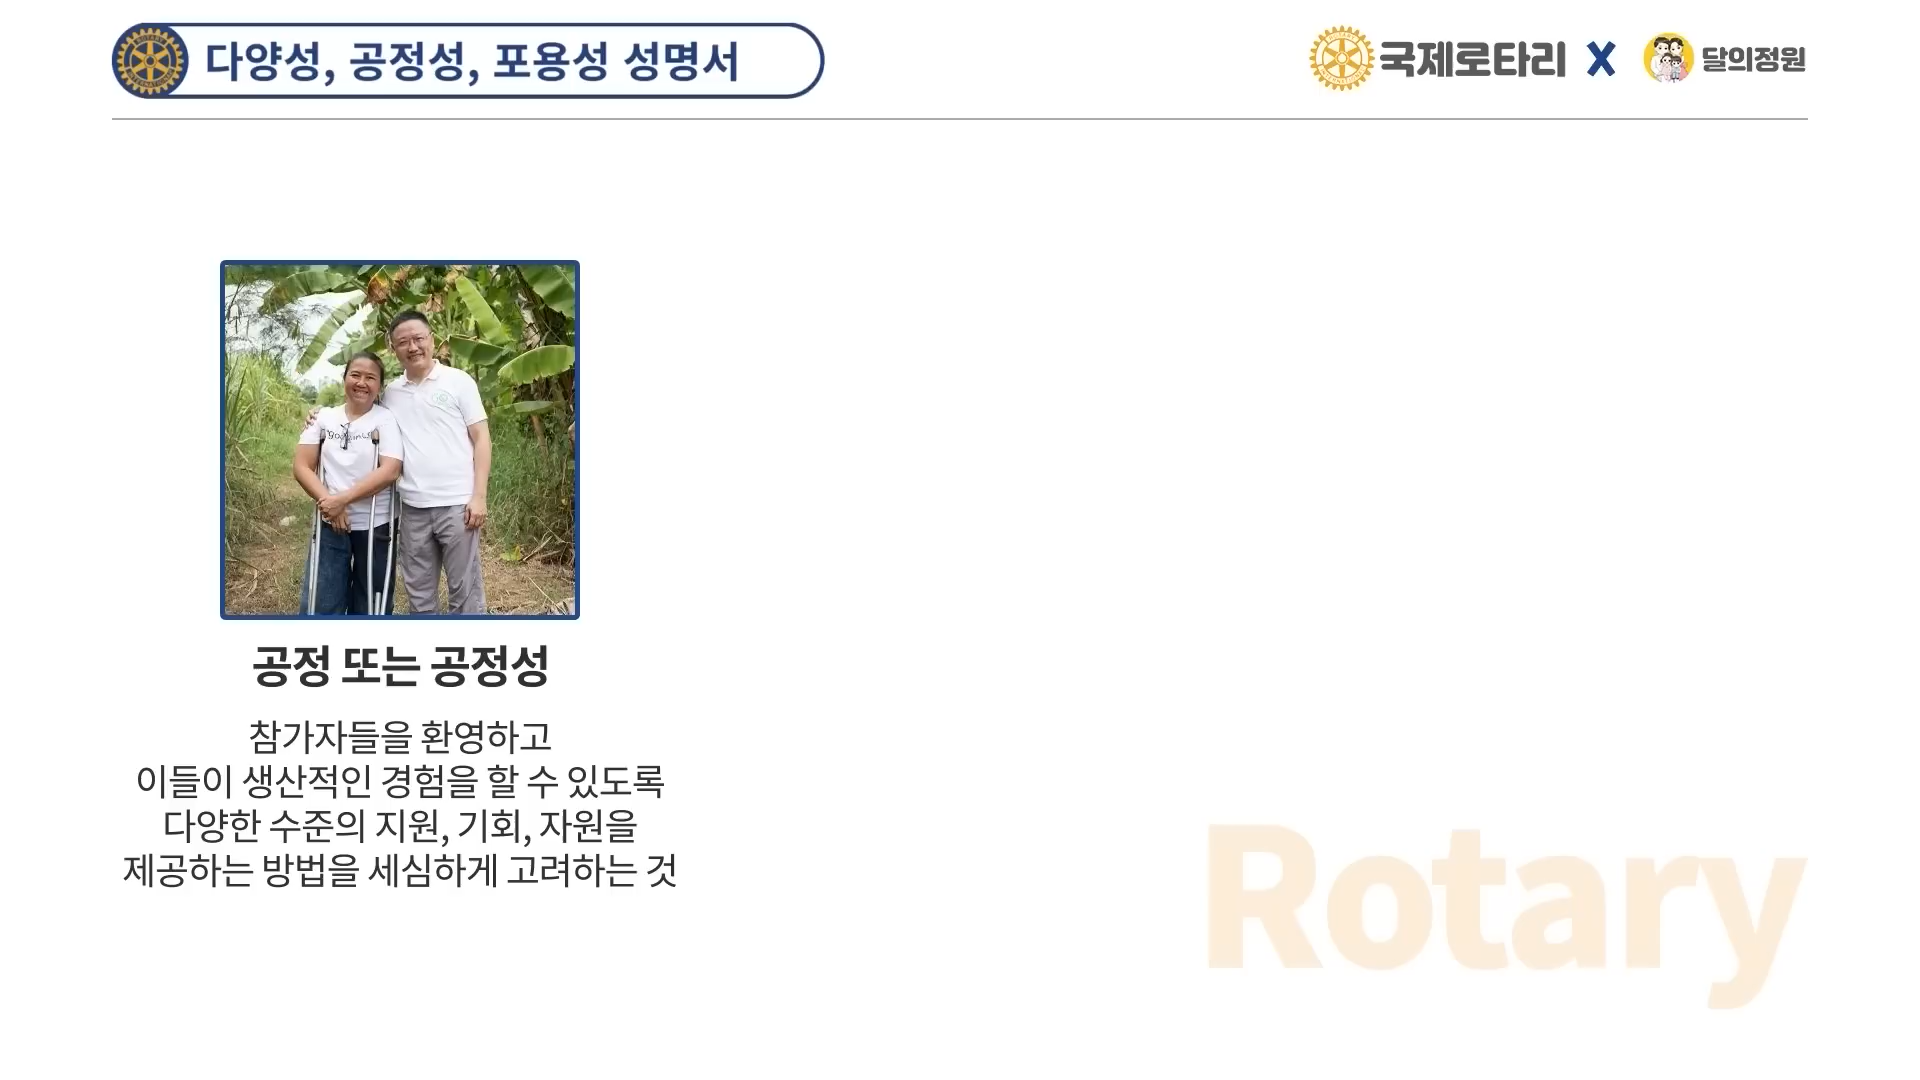 다양성, 공정성, 포용성 성명서
국제로타리 X 달의정원
공정 또는 공정성
참가자들을 환영하고
이들이 생산적인 경험을 할 수 있도록
다양한 수준의 지원, 기회, 자원을
제공하는 방법을 세심하게 고려하는 것
Rotary